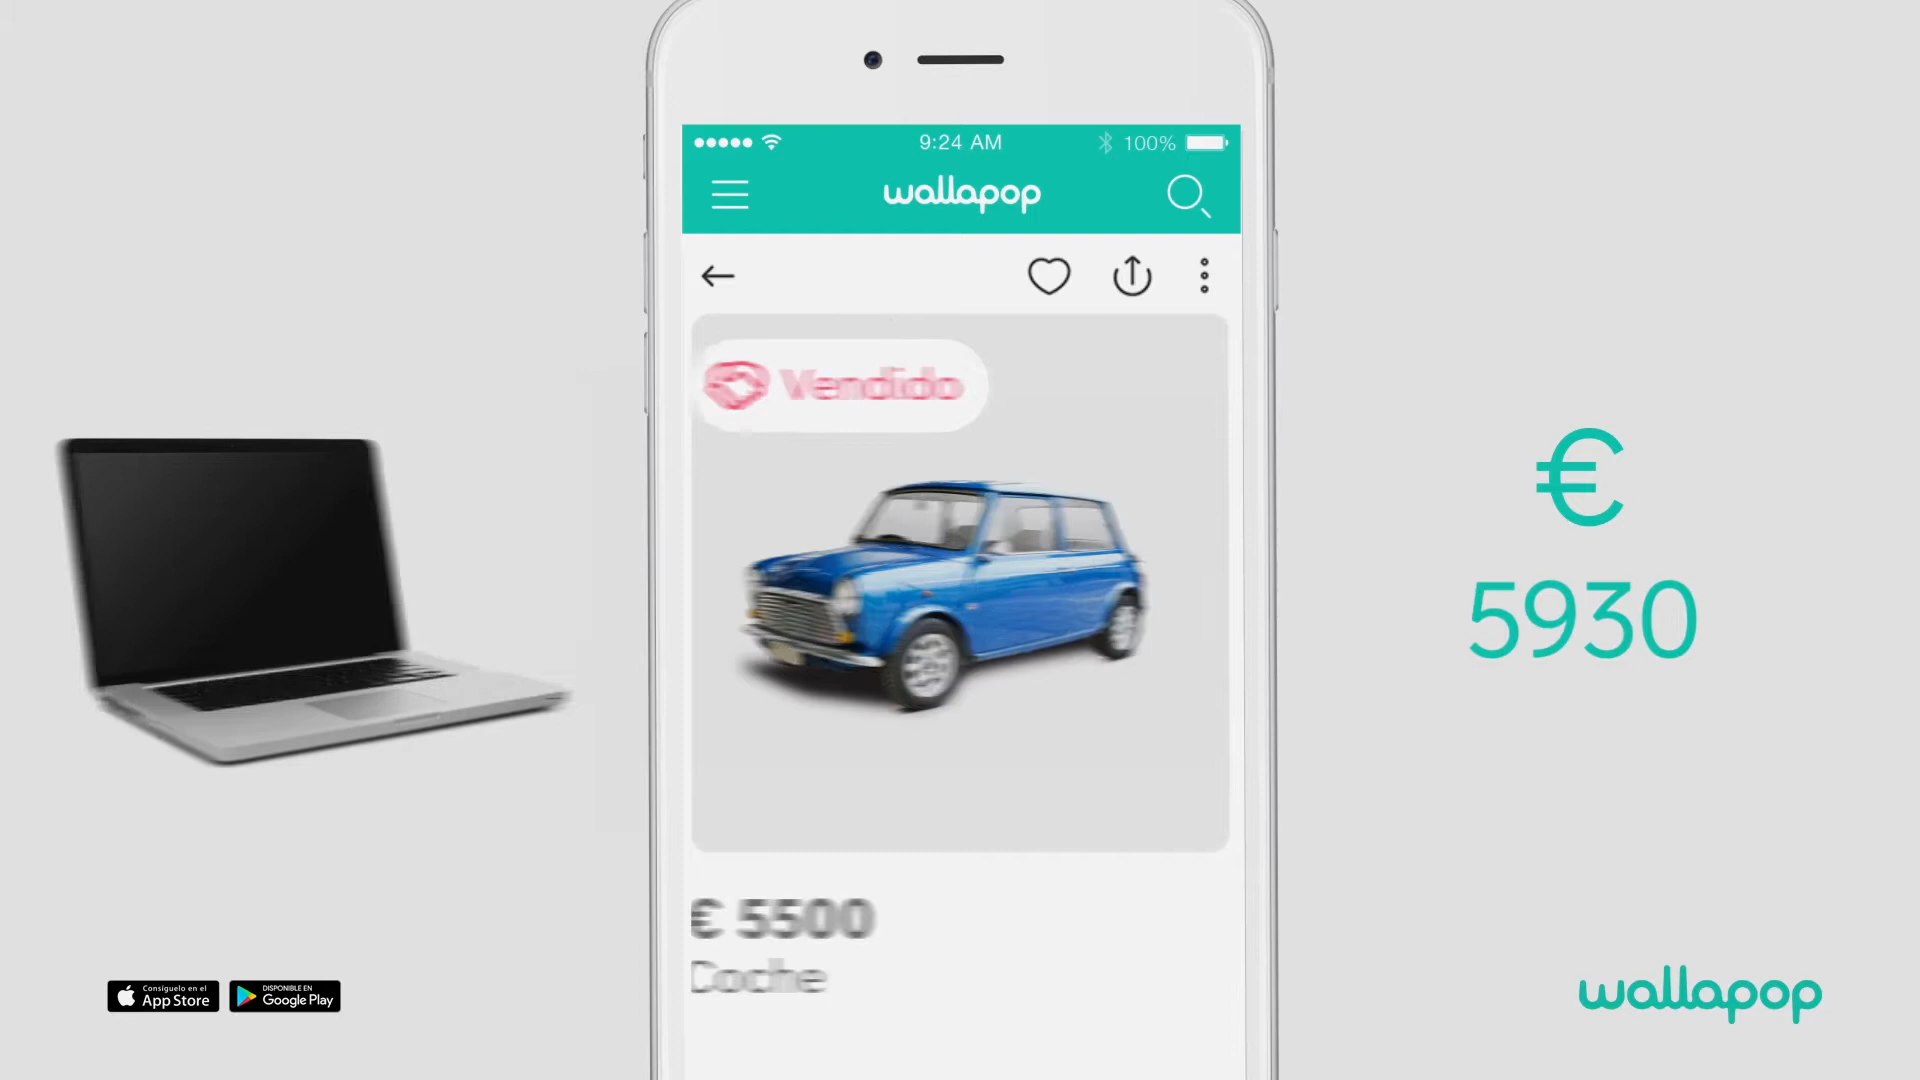 9:24 AM
100%
wallapop
Vendido
€
5930
€ 5500
Coche
Consíguelo en el
App Store
DISPONIBLE EN
Google Play
wallapop